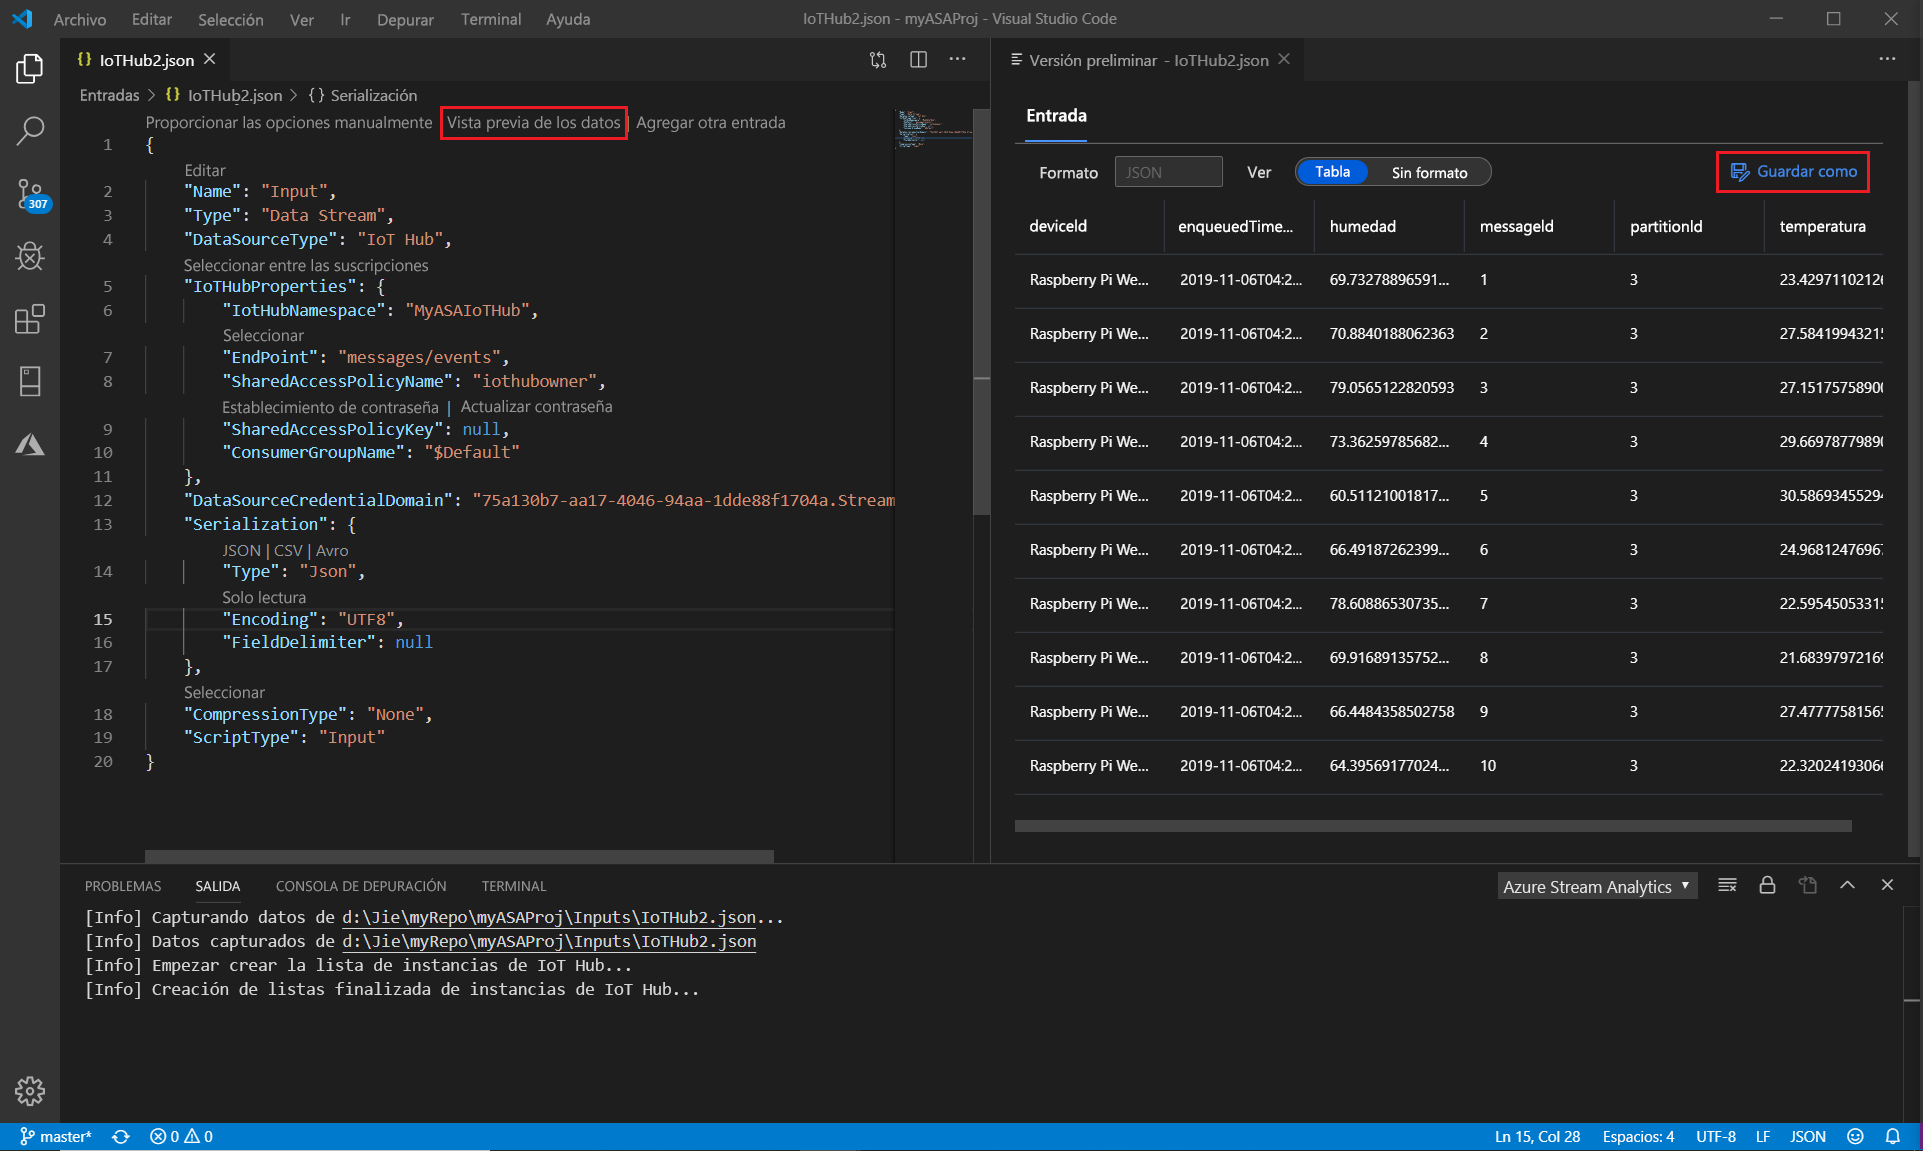 Archivo Editar Selección Ver Ir Depurar Terminal Ayuda IoTHub2.json - myASAProj - Visual Studio Code
{} IoTHub2.json
Entradas > {} IoTHub2.json > {} Serialización
Proporcionar las opciones manualmente Vista previa de los datos | Agregar otra entrada
1 {
Editar
2 "Name": "Input",
3 "Type": "Data Stream",
4 "DataSourceType": "IoT Hub",
Seleccionar entre las suscripciones
5 "IoTHubProperties": {
6 "IotHubNamespace": "MyASAIoTHub",
Seleccionar
7 "EndPoint": "messages/events",
8 "SharedAccessPolicyName": "iothubowner",
Establecimiento de contraseña | Actualizar contraseña
9 "SharedAccessPolicyKey": null,
10 "ConsumerGroupName": "$Default"
11 },
12 "DataSourceCredentialDomain": "75a130b7-aa17-4046-94aa-1dde88f1704a.Stream
13 "Serialization": {
JSON | CSV | Avro
14 "Type": "Json",
Solo lectura
15 "Encoding": "UTF8",
16 "FieldDelimiter": null
17 },
Seleccionar
18 "CompressionType": "None",
19 "ScriptType": "Input"
20 }
Versión preliminar - IoTHub2.json
Entrada
Formato JSON Ver Tabla Sin formato Guardar como
deviceId enqueuedTime... humedad messageId partitionId temperatura
Raspberry Pi We... 2019-11-06T04:2... 69.73278896591... 1 3 23.42971102126
Raspberry Pi We... 2019-11-06T04:2... 70.8840188062363 2 3 27.58419943215
Raspberry Pi We... 2019-11-06T04:2... 79.0565122820593 3 3 27.15175758900
Raspberry Pi We... 2019-11-06T04:2... 73.36259785682... 4 3 29.66978779890
Raspberry Pi We... 2019-11-06T04:2... 60.51121001817... 5 3 30.58693455294
Raspberry Pi We... 2019-11-06T04:2... 66.49187262399... 6 3 24.96812476967
Raspberry Pi We... 2019-11-06T04:2... 78.60886530735... 7 3 22.59545053315
Raspberry Pi We... 2019-11-06T04:2... 69.91689135752... 8 3 21.68397972169
Raspberry Pi We... 2019-11-06T04:2... 66.4484358502758 9 3 27.47777581565
Raspberry Pi We... 2019-11-06T04:2... 64.39569177024... 10 3 22.32024193066
307
PROBLEMAS SALIDA CONSOLA DE DEPURACIÓN TERMINAL Azure Stream Analytics
[Info] Capturando datos de d:\Jie\myRepo\myASAProj\Inputs\IoTHub2.json...
[Info] Datos capturados de d:\Jie\myRepo\myASAProj\Inputs\IoTHub2.json
[Info] Empezar crear la lista de instancias de IoT Hub...
[Info] Creación de listas finalizada de instancias de IoT Hub...
master* 0 0 Ln 15, Col 28 Espacios: 4 UTF-8 LF JSON